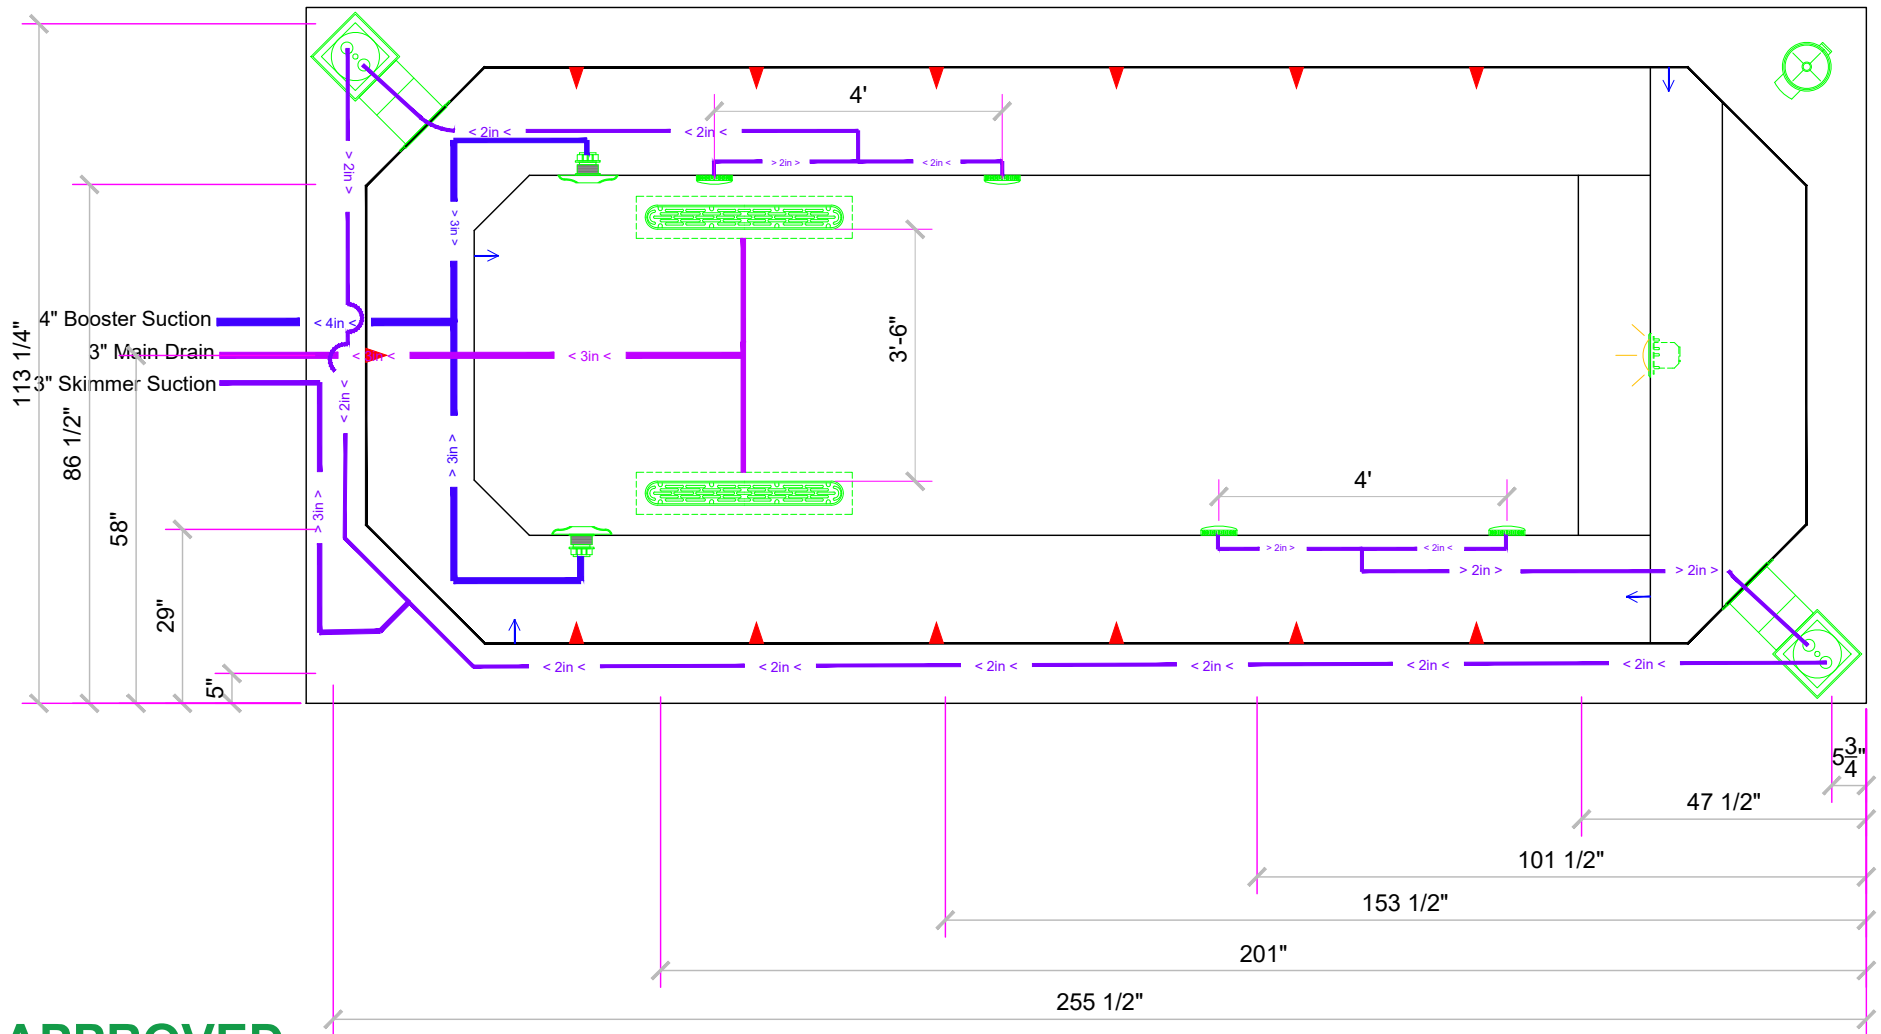 4'
< 2in <
< 2in <
> 2in >
< 2in <
> 2in >
> 3in >
4" Booster Suction
< 4in <
3" Main Drain
< 3in <
3'-6"
3" Skimmer Suction
> 2in >
113 1/4"
86 1/2"
58"
29"
5"
< 3in <
> 3in >
4'
> 2in >
< 2in <
> 2in >
> 2in >
< 2in <
< 2in <
< 2in <
< 2in <
< 2in <
< 2in <
5 3/4"
47 1/2"
101 1/2"
153 1/2"
201"
255 1/2"
APPROVED